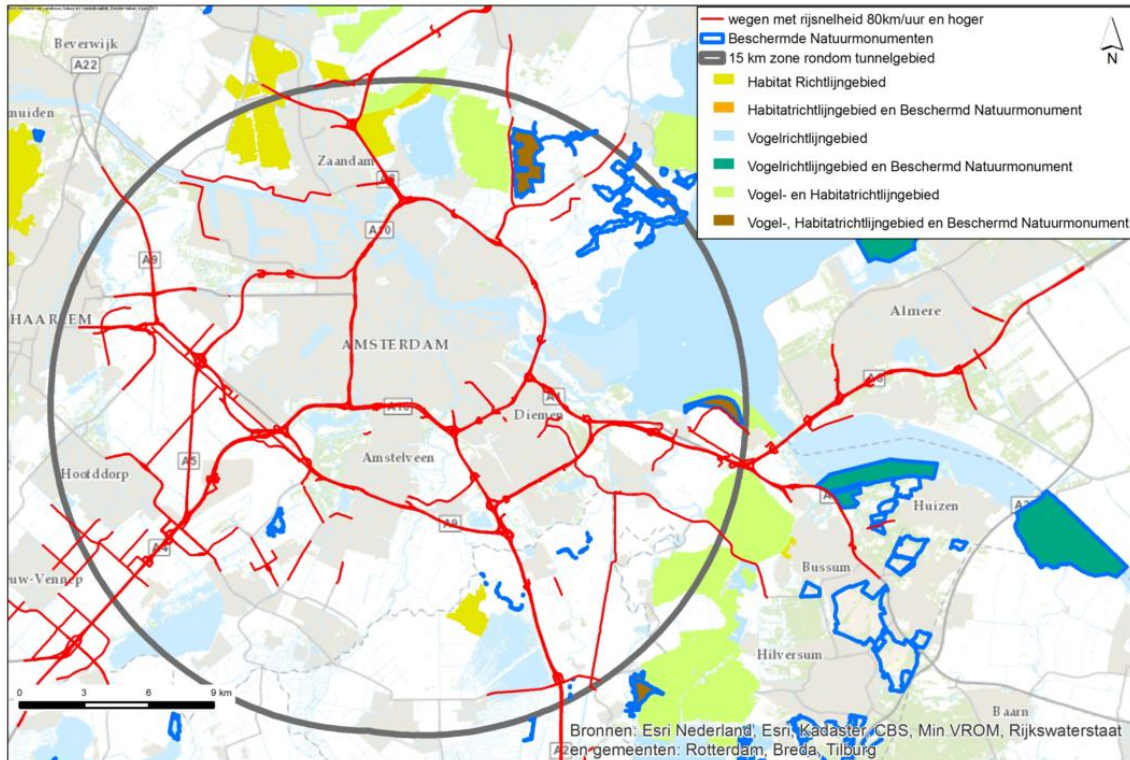 Beverwijk
A22
muiden
wegen met rijsnelheid 80km/uur en hoger
Beschermde Natuurmonumenten
15 km zone rondom tunnelgebied
Habitat Richtlijngebied
Habitatrichtlijngebied en Beschermd Natuurmonument
Vogelrichtlijngebied
Vogelrichtlijngebied en Beschermd Natuurmonument
Vogel- en Habitatrichtlijngebied
Vogel-, Habitatrichtlijngebied en Beschermd Natuurmonument
N
Zaandam
A8
A10
A9
HAARLEM
AMSTERDAM
Almere
A6
A10
Diemen
A1
Amstelveen
Hoofddorp
A5
A9
Huizen
A4
uw-Vennep
Bussum
Hilversum
Baarn
0 3 6 9 km
A2
Bronnen: Esri Nederland, Esri, Kadaster, CBS, Min VROM, Rijkswaterstaat
en gemeenten: Rotterdam, Breda, Tilburg